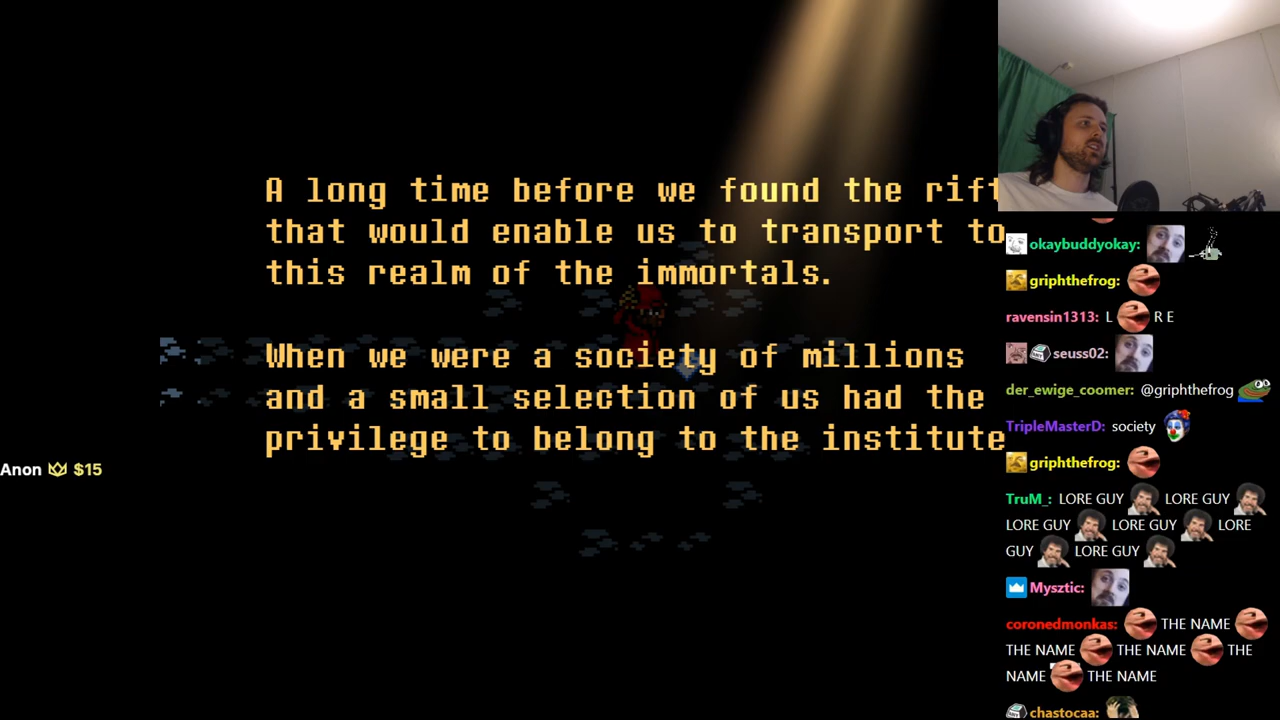 A long time before we found the rift
that would enable us to transport to
this realm of the immortals.
When we were a society of millions
and a small selection of us had the
privilege to belong to the institute
Anon $15
okaybuddyokay:
griphthefrog:
ravensin1313: L R E
seuss02:
der_ewige_coomer: @griphthefrog
TripleMasterD: society
griphthefrog:
TruM_: LORE GUY LORE GUY
LORE GUY LORE GUY LORE
GUY LORE GUY
Mysztic:
coronedmonkas: THE NAME
THE NAME THE NAME THE
NAME THE NAME
chastocaa: